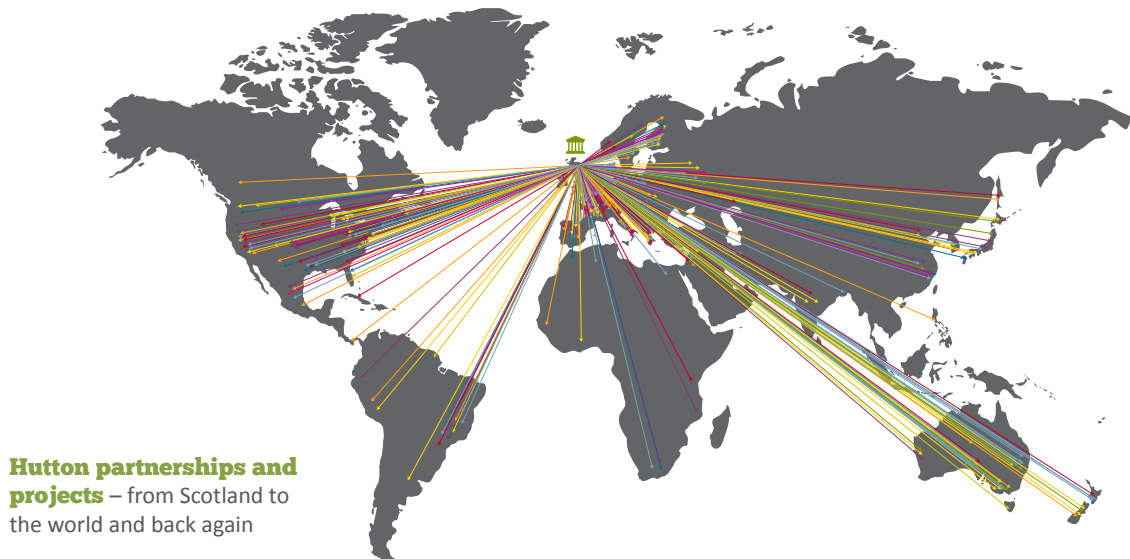 Hutton partnerships and
projects – from Scotland to
the world and back again